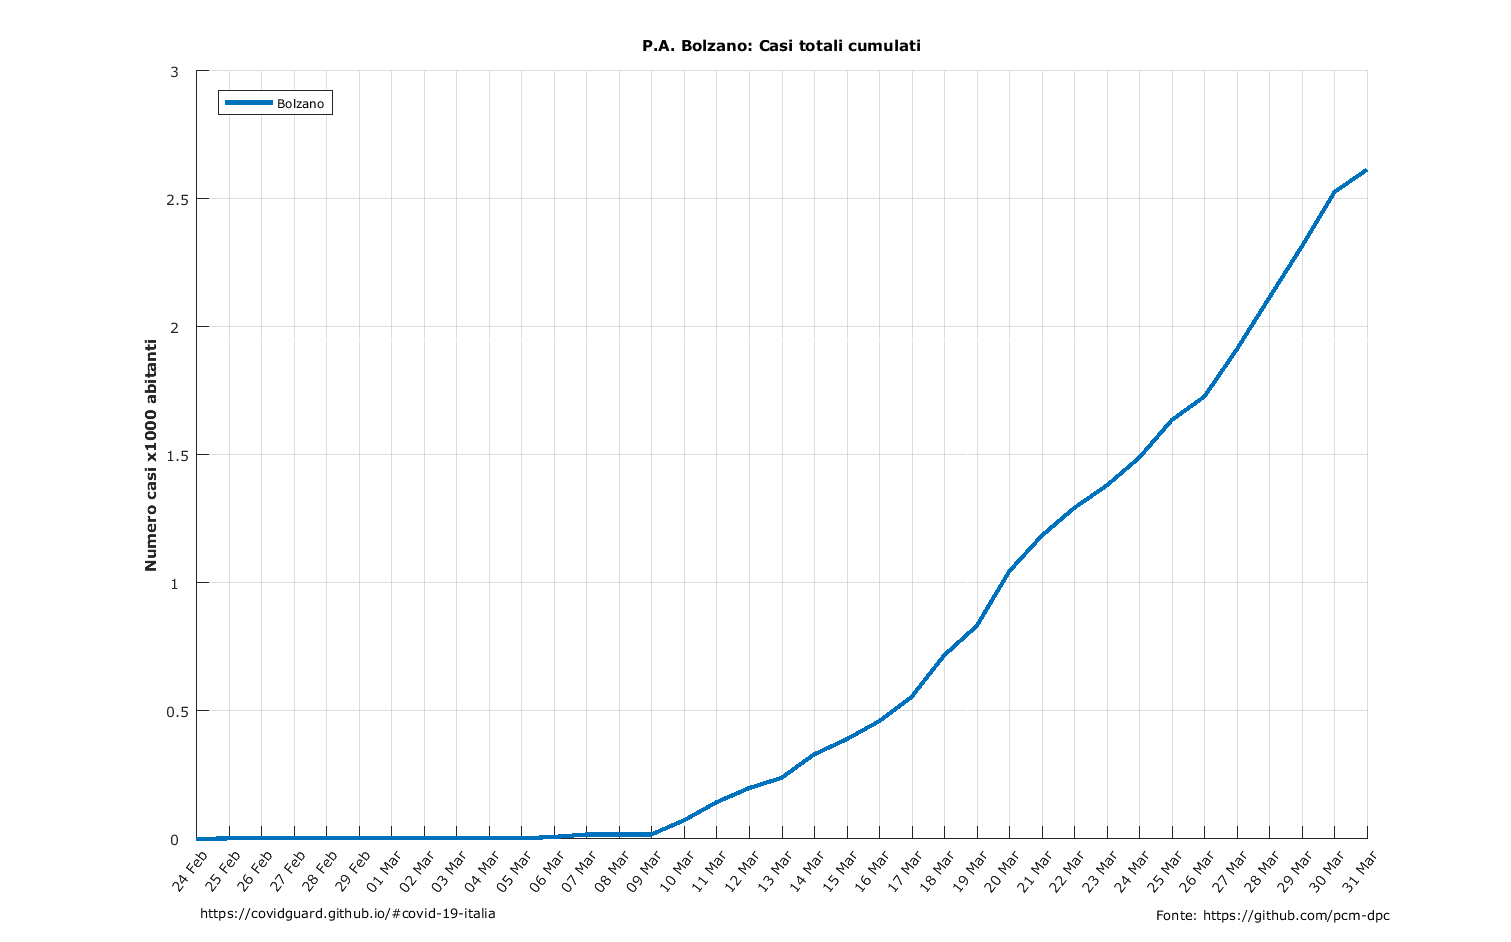 P.A. Bolzano: Casi totali cumulati
3
Bolzano
2.5
2
1.5
1
0.5
0
Numero casi x1000 abitanti
24 Feb
25 Feb
26 Feb
27 Feb
28 Feb
29 Feb
01 Mar
02 Mar
03 Mar
04 Mar
05 Mar
06 Mar
07 Mar
08 Mar
09 Mar
10 Mar
11 Mar
12 Mar
13 Mar
14 Mar
15 Mar
16 Mar
17 Mar
18 Mar
19 Mar
20 Mar
21 Mar
22 Mar
23 Mar
24 Mar
25 Mar
26 Mar
27 Mar
28 Mar
29 Mar
30 Mar
31 Mar
https://covidguard.github.io/#covid-19-italia
Fonte: https://github.com/pcm-dpc